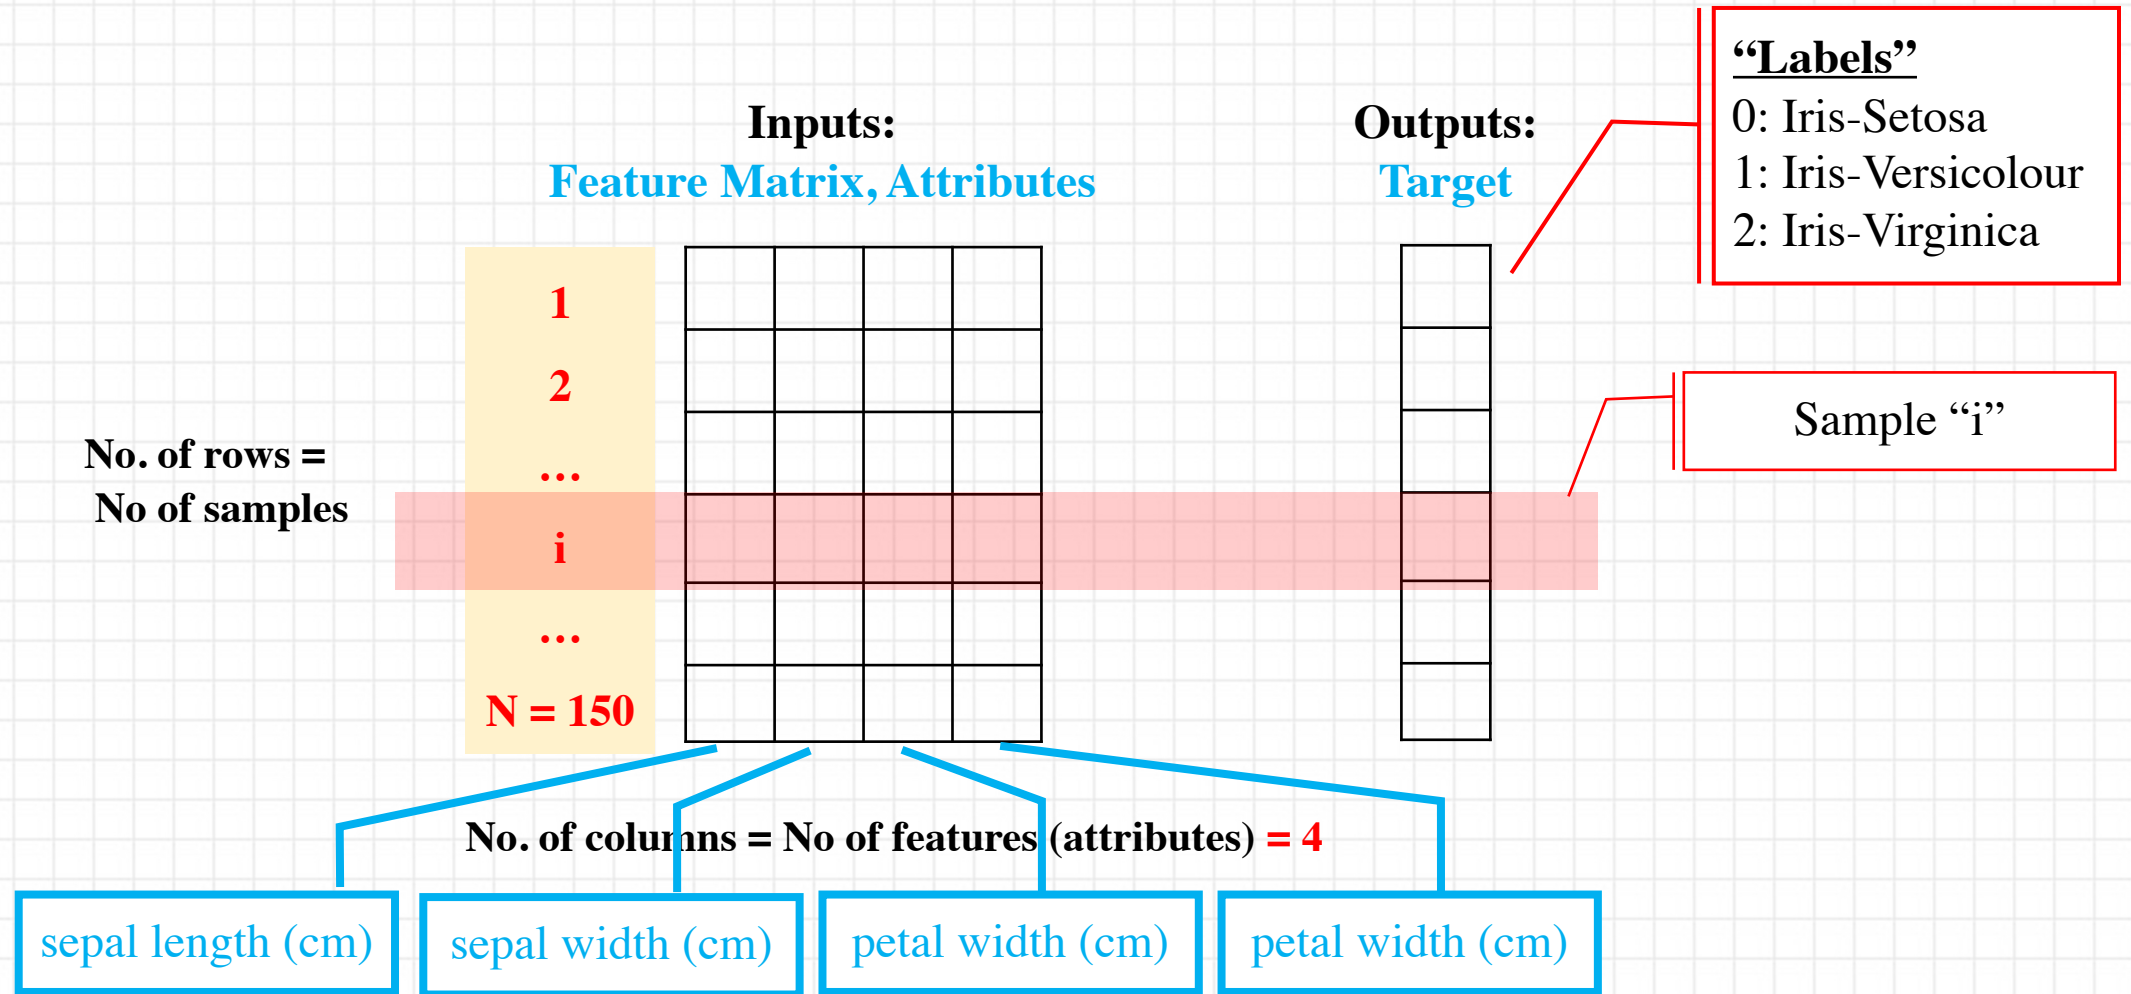 “Labels”
0: Iris-Setosa
1: Iris-Versicolour
2: Iris-Virginica
Inputs:
Feature Matrix, Attributes
Outputs:
Target
1
2
...
i
...
N = 150
No. of rows =
No of samples
Sample “i”
No. of columns = No of features (attributes) = 4
sepal length (cm)
sepal width (cm)
petal width (cm)
petal width (cm)